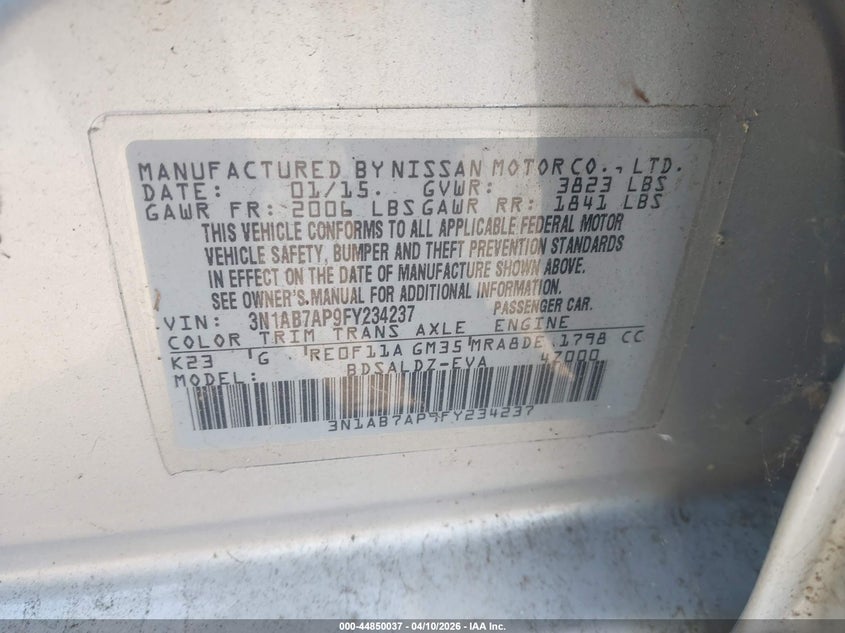 MANUFACTURED BY NISSAN MOTOR CO., LTD.
DATE: 01/15. GVWR: 3823 LBS
GAWR FR: 2006 LBS GAWR RR: 1841 LBS
THIS VEHICLE CONFORMS TO ALL APPLICABLE FEDERAL MOTOR
VEHICLE SAFETY, BUMPER AND THEFT PREVENTION STANDARDS
IN EFFECT ON THE DATE OF MANUFACTURE SHOWN ABOVE.
SEE OWNER'S.MANUAL FOR ADDITIONAL INFORMATION.
VIN: 3N1AB7AP9FY234237 PASSENGER CAR.
COLOR TRIM TRANS AXLE ENGINE
K23 G RE0F11A GM35 MRA8DE 1798 CC
MODEL: BDSALDZ-EVA 47000
3N1AB7AP9FY234237
000-44850037 - 04/10/2026 - IAA Inc.